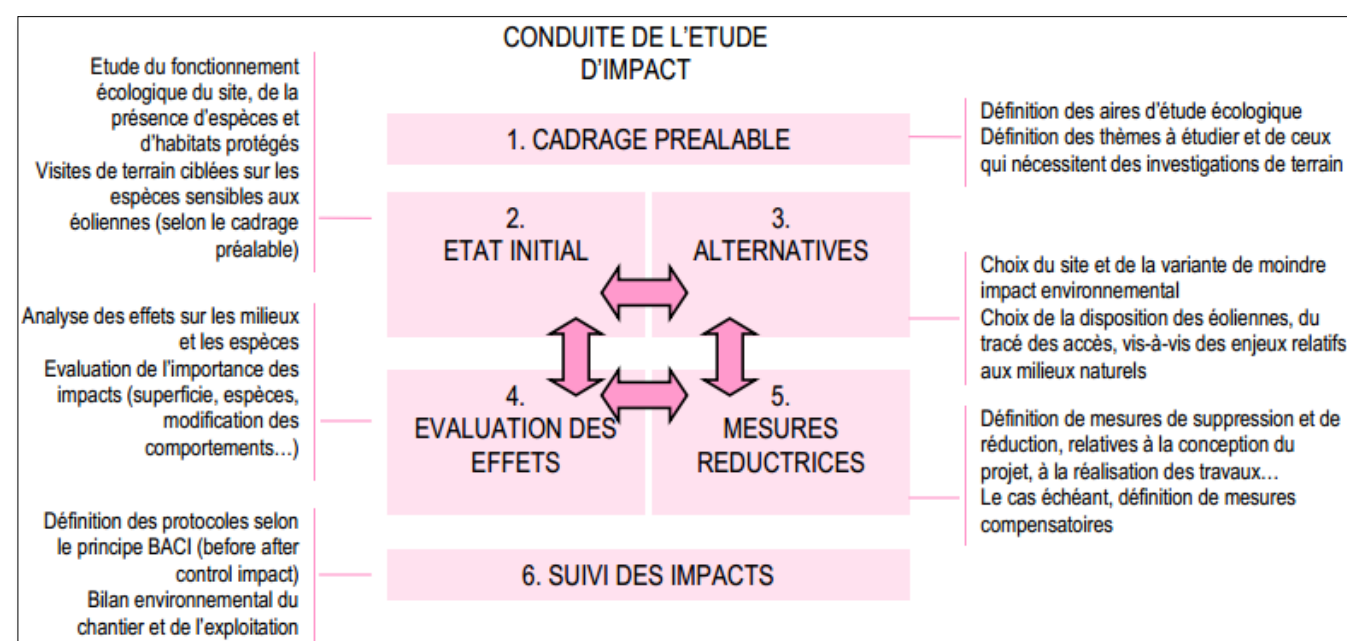 CONDUITE DE L'ETUDE
D'IMPACT
Etude du fonctionnement
écologique du site, de la
présence d'espèces et
d'habitats protégés
Visites de terrain ciblées sur les
espèces sensibles aux
éoliennes (selon le cadrage
préalable)
1. CADRAGE PREALABLE
Définition des aires d'étude écologique
Définition des thèmes à étudier et de ceux
qui nécessitent des investigations de terrain
2.
ETAT INITIAL
3.
ALTERNATIVES
Choix du site et de la variante de moindre
impact environnemental
Choix de la disposition des éoliennes, du
tracé des accès, vis-à-vis des enjeux relatifs
aux milieux naturels
Analyse des effets sur les milieux
et les espèces
Evaluation de l'importance des
impacts (superficie, espèces,
modification des
comportements…)
4.
EVALUATION DES
EFFETS
5.
MESURES
REDUCTRICES
Définition de mesures de suppression et de
réduction, relatives à la conception du
projet, à la réalisation des travaux…
Le cas échéant, définition de mesures
compensatoires
Définition des protocoles selon
le principe BACI (before after
control impact)
Bilan environnemental du
chantier et de l'exploitation
6. SUIVI DES IMPACTS